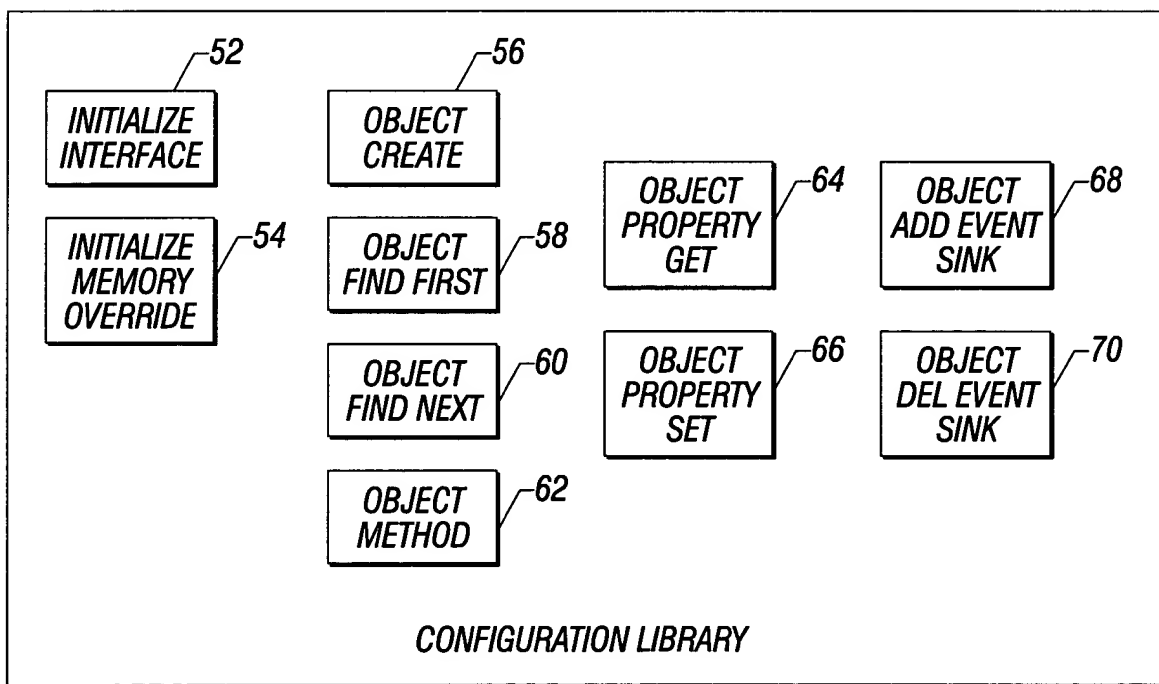 52
INITIALIZE
INTERFACE
54
INITIALIZE
MEMORY
OVERRIDE
56
OBJECT
CREATE
58
OBJECT
FIND FIRST
60
OBJECT
FIND NEXT
62
OBJECT
METHOD
64
OBJECT
PROPERTY
GET
66
OBJECT
PROPERTY
SET
68
OBJECT
ADD EVENT
SINK
70
OBJECT
DEL EVENT
SINK
CONFIGURATION LIBRARY